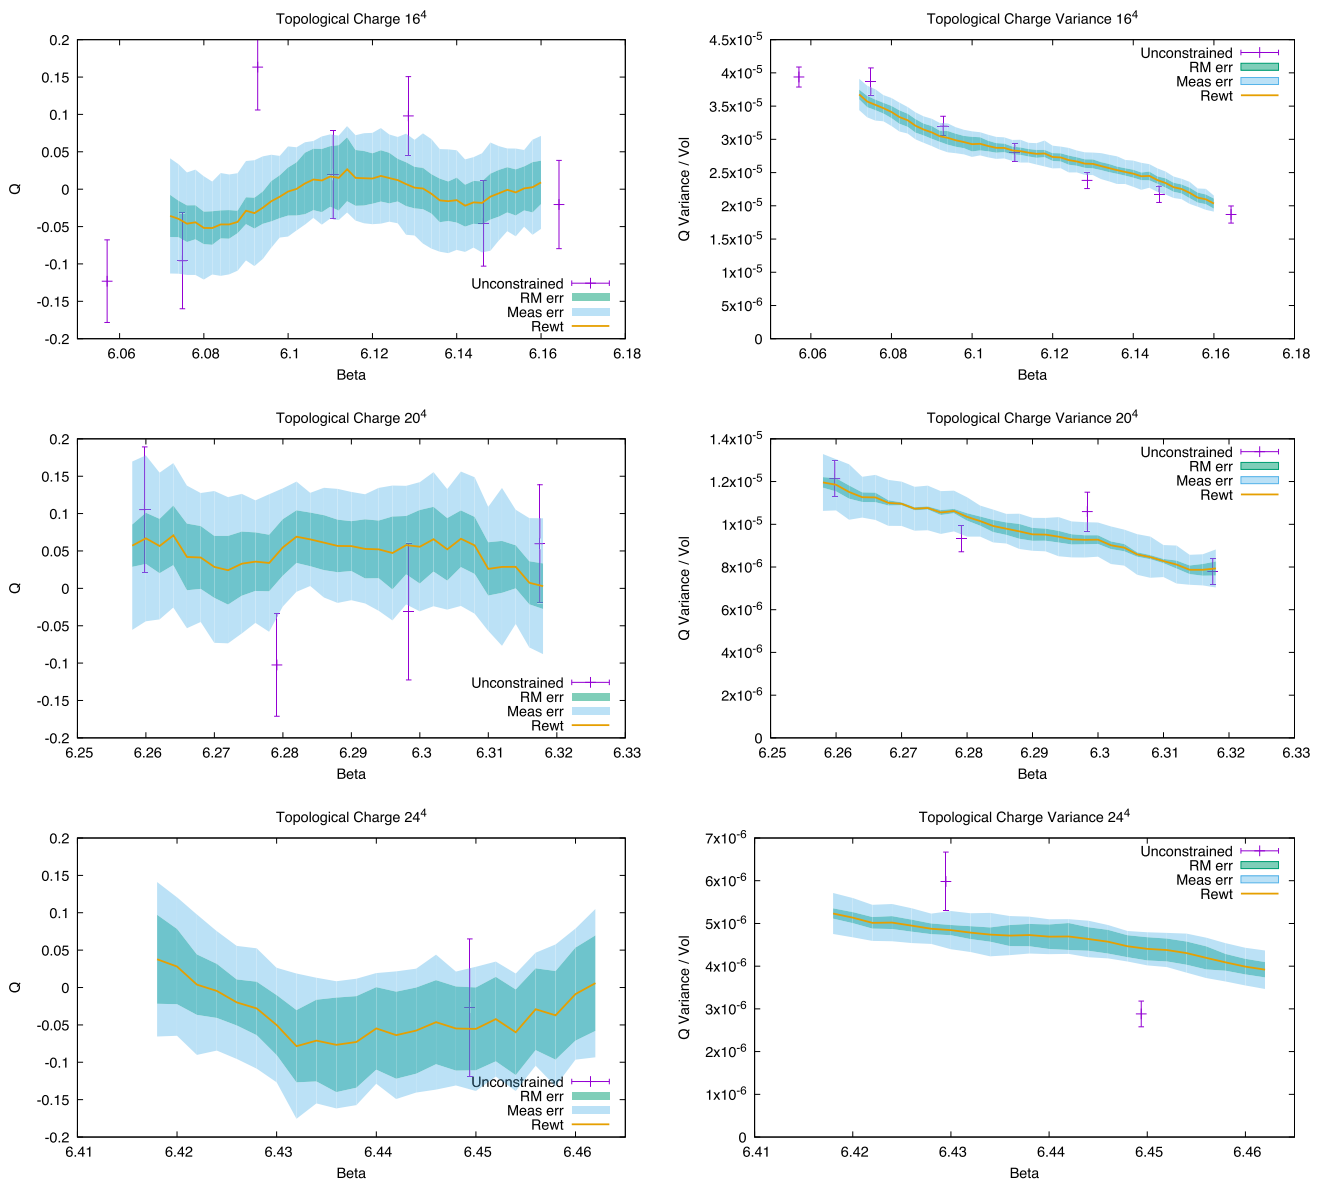 Topological Charge 16⁴
0.2
0.15
0.1
0.05
0
-0.05
-0.1
-0.15
-0.2
Q
6.06 6.08 6.1 6.12 6.14 6.16 6.18
Beta
Unconstrained
RM err
Meas err
Rewt
Topological Charge Variance 16⁴
4.5x10⁻⁵
4x10⁻⁵
3.5x10⁻⁵
3x10⁻⁵
2.5x10⁻⁵
2x10⁻⁵
1.5x10⁻⁵
1x10⁻⁵
5x10⁻⁶
0
Q Variance / Vol
6.06 6.08 6.1 6.12 6.14 6.16 6.18
Beta
Unconstrained
RM err
Meas err
Rewt
Topological Charge 20⁴
0.2
0.15
0.1
0.05
0
-0.05
-0.1
-0.15
-0.2
Q
6.25 6.26 6.27 6.28 6.29 6.3 6.31 6.32 6.33
Beta
Unconstrained
RM err
Meas err
Rewt
Topological Charge Variance 20⁴
1.4x10⁻⁵
1.2x10⁻⁵
1x10⁻⁵
8x10⁻⁶
6x10⁻⁶
4x10⁻⁶
2x10⁻⁶
0
Q Variance / Vol
6.25 6.26 6.27 6.28 6.29 6.3 6.31 6.32 6.33
Beta
Unconstrained
RM err
Meas err
Rewt
Topological Charge 24⁴
0.2
0.15
0.1
0.05
0
-0.05
-0.1
-0.15
-0.2
Q
6.41 6.42 6.43 6.44 6.45 6.46
Beta
Unconstrained
RM err
Meas err
Rewt
Topological Charge Variance 24⁴
7x10⁻⁶
6x10⁻⁶
5x10⁻⁶
4x10⁻⁶
3x10⁻⁶
2x10⁻⁶
1x10⁻⁶
0
Q Variance / Vol
6.41 6.42 6.43 6.44 6.45 6.46
Beta
Unconstrained
RM err
Meas err
Rewt